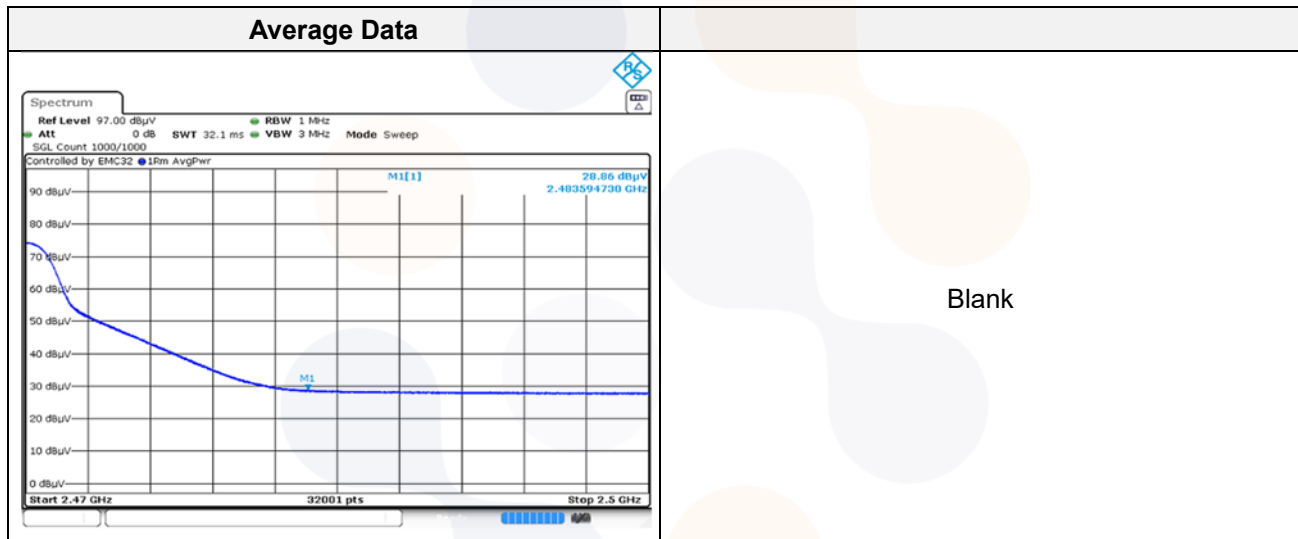 Average Data
R&S
Spectrum
Ref Level 97.00 dBµV RBW 1 MHz
Att 0 dB SWT 32.1 ms VBW 3 MHz Mode Sweep
SGL Count 1000/1000
Controlled by EMC32 1Rm AvgPwr
M1[1] 28.86 dBµV
2.483594730 GHz
90 dBµV
80 dBµV
70 dBµV
60 dBµV
50 dBµV
40 dBµV
30 dBµV
M1
20 dBµV
10 dBµV
0 dBµV
Start 2.47 GHz 32001 pts Stop 2.5 GHz
Blank